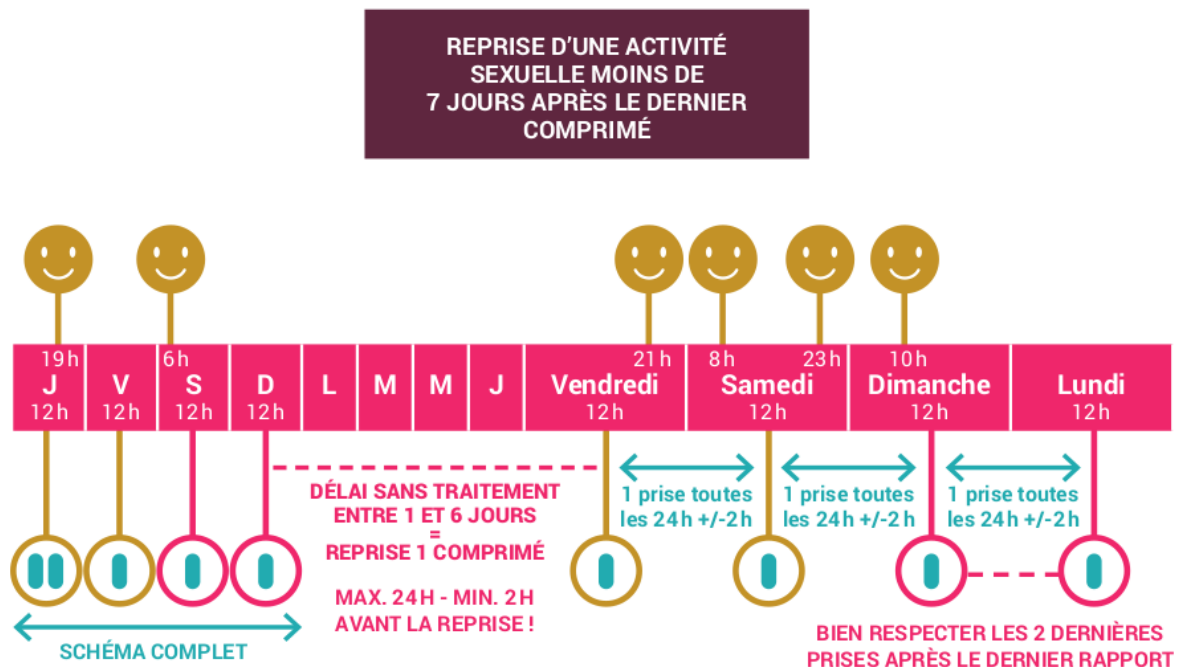 REPRISE D'UNE ACTIVITÉ
SEXUELLE MOINS DE
7 JOURS APRÈS LE DERNIER
COMPRIMÉ
19h 6h 21h 8h 23h 10h
J V S D L M M J Vendredi Samedi Dimanche Lundi
12h 12h 12h 12h 12h 12h 12h 12h
DÉLAI SANS TRAITEMENT
ENTRE 1 ET 6 JOURS
=
REPRISE 1 COMPRIMÉ
MAX. 24H - MIN. 2H
AVANT LA REPRISE !
1 prise toutes
les 24h +/-2h
1 prise toutes
les 24h +/-2h
1 prise toutes
les 24h +/-2h
SCHÉMA COMPLET
BIEN RESPECTER LES 2 DERNIÈRES
PRISES APRÈS LE DERNIER RAPPORT